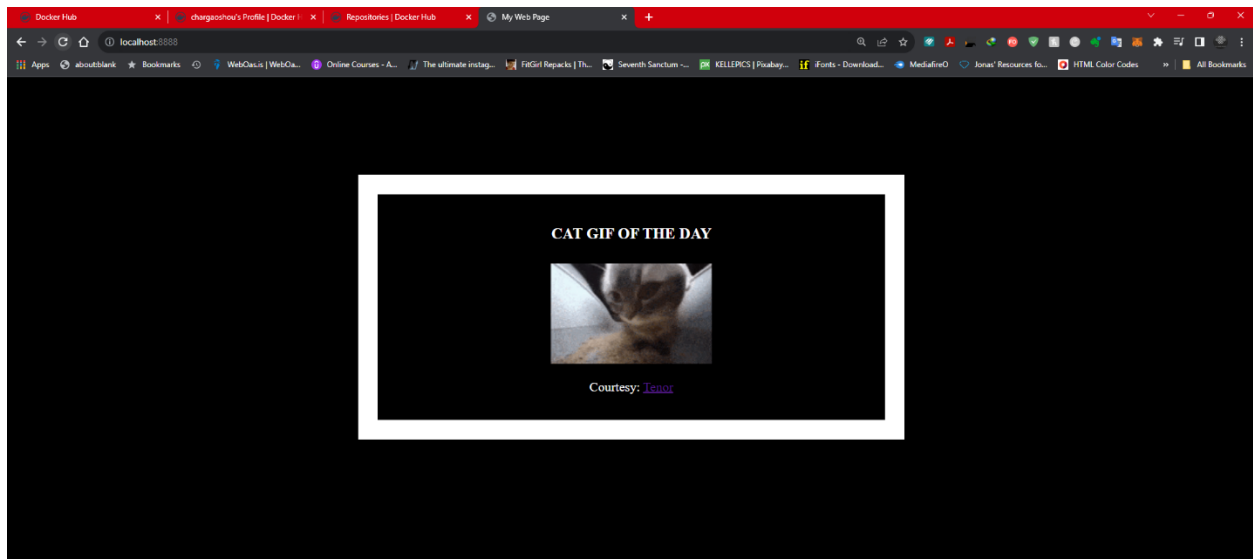 Docker Hub
chargaoshou's Profile | Docker H
Repositories | Docker Hub
My Web Page
localhost:8888
Apps
about:blank
Bookmarks
WebOas.is | WebOa...
Online Courses - A...
The ultimate instag...
FitGirl Repacks | Th...
Seventh Sanctum -...
KELLEPICS | Pixabay...
iFonts - Download...
MediafireO
Jonas' Resources fo...
HTML Color Codes
All Bookmarks
CAT GIF OF THE DAY
Courtesy: Tenor